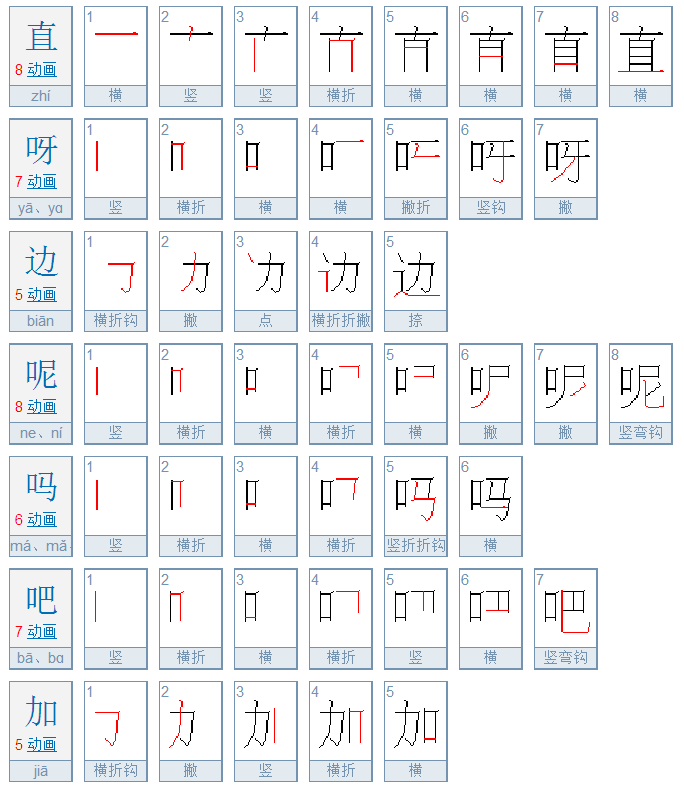 直 1 2 3 4 5 6 7 8
8 动画
zhí 横 竖 竖 横折 横 横 横 横
呀 1 2 3 4 5 6 7
7 动画
yā、yɑ 竖 横折 横 横 撇折 竖钩 撇
边 1 2 3 4 5
5 动画
biān 横折钩 撇 点 横折折撇 捺
呢 1 2 3 4 5 6 7 8
8 动画
ne、ní 竖 横折 横 横折 横 撇 撇 竖弯钩
吗 1 2 3 4 5 6
6 动画
má、mǎ 竖 横折 横 横折 竖折折钩 横
吧 1 2 3 4 5 6 7
7 动画
bā、bɑ 竖 横折 横 横折 竖 横 竖弯钩
加 1 2 3 4 5
5 动画
jiā 横折钩 撇 竖 横折 横